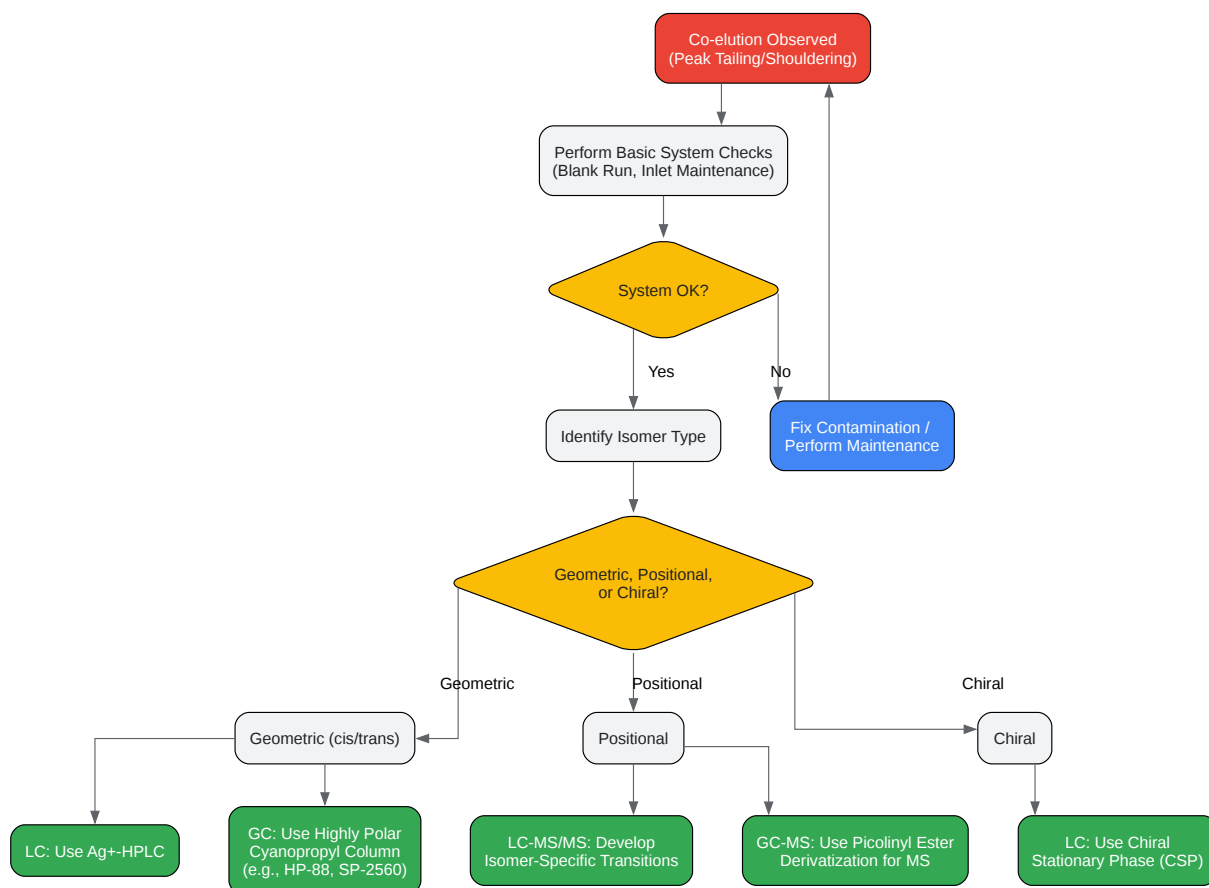 Co-elution Observed
(Peak Tailing/Shouldering)
Perform Basic System Checks
(Blank Run, Inlet Maintenance)
System OK?
Yes
No
Identify Isomer Type
Fix Contamination /
Perform Maintenance
Geometric, Positional,
or Chiral?
Geometric
Positional
Chiral
Geometric (cis/trans)
Positional
Chiral
LC: Use Ag+-HPLC
GC: Use Highly Polar
Cyanopropyl Column
(e.g., HP-88, SP-2560)
LC-MS/MS: Develop
Isomer-Specific Transitions
GC-MS: Use Picolinyl Ester
Derivatization for MS
LC: Use Chiral
Stationary Phase (CSP)